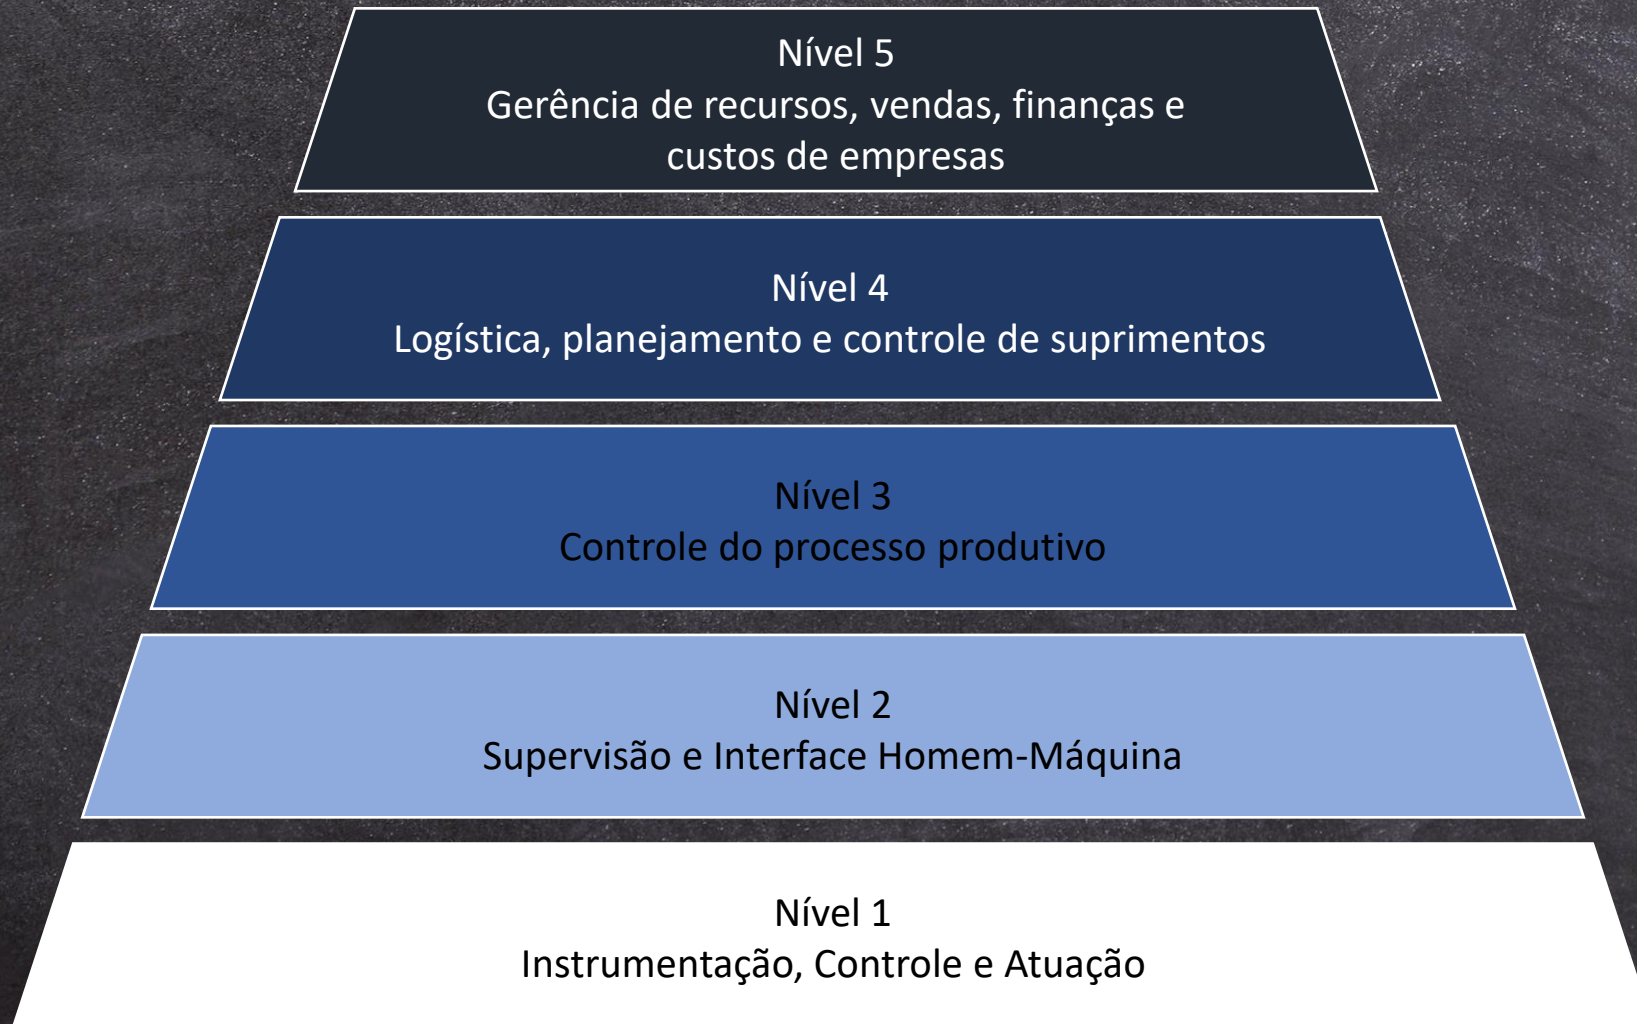 Nível 5
Gerência de recursos, vendas, finanças e
custos de empresas
Nível 4
Logística, planejamento e controle de suprimentos
Nível 3
Controle do processo produtivo
Nível 2
Supervisão e Interface Homem-Máquina
Nível 1
Instrumentação, Controle e Atuação